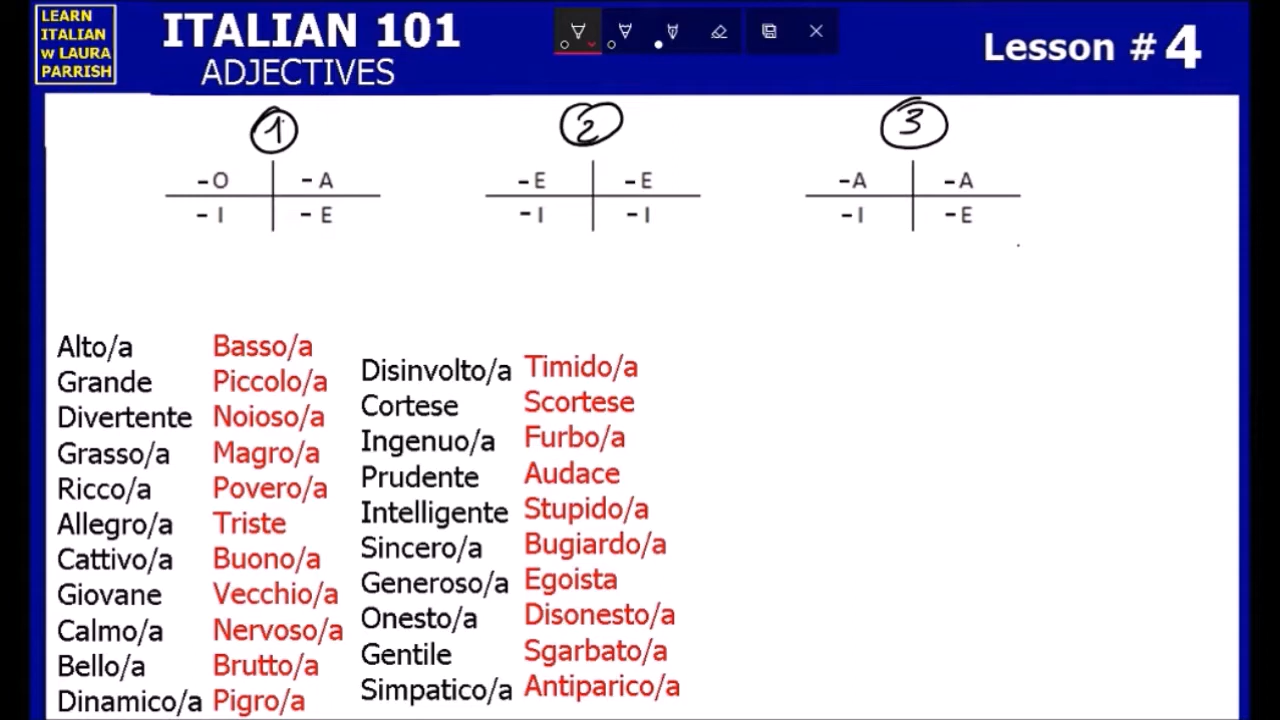 LEARN
ITALIAN
w LAURA
PARRISH
ITALIAN 101
ADJECTIVES
Lesson # 4
1
2
3
-O -A
-I -E
-E -E
-I -I
-A -A
-I -E
Alto/a Basso/a
Grande Piccolo/a
Divertente Noioso/a
Grasso/a Magro/a
Ricco/a Povero/a
Allegro/a Triste
Cattivo/a Buono/a
Giovane Vecchio/a
Calmo/a Nervoso/a
Bello/a Brutto/a
Dinamico/a Pigro/a
Disinvolto/a Timido/a
Cortese Scortese
Ingenuo/a Furbo/a
Prudente Audace
Intelligente Stupido/a
Sincero/a Bugiardo/a
Generoso/a Egoista
Onesto/a Disonesto/a
Gentile Sgarbato/a
Simpatico/a Antiparico/a